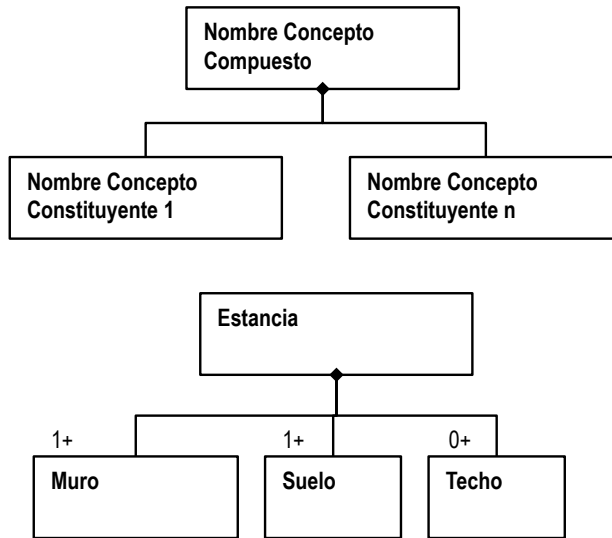 Nombre Concepto
Compuesto
Nombre Concepto
Constituyente 1
Nombre Concepto
Constituyente n
Estancia
1+
1+
0+
Muro
Suelo
Techo